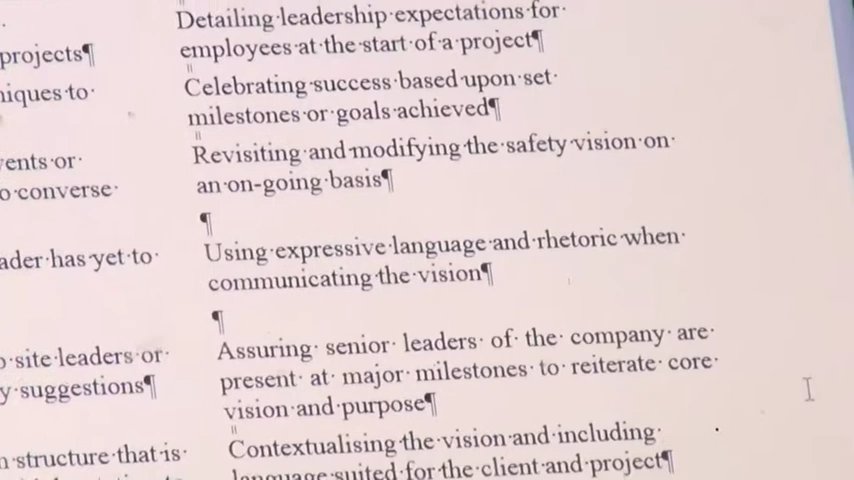 Detailing leadership expectations for
employees at the start of a project¶
Celebrating success based upon set
milestones or goals achieved¶
Revisiting and modifying the safety vision on
an on-going basis¶
¶
Using expressive language and rhetoric when
communicating the vision¶
¶
Assuring senior leaders of the company are
present at major milestones to reiterate core
vision and purpose¶
Contextualising the vision and including
language suited for the client and project¶
projects¶
to
or
converse
has yet to
site leaders or
suggestions¶
structure that is